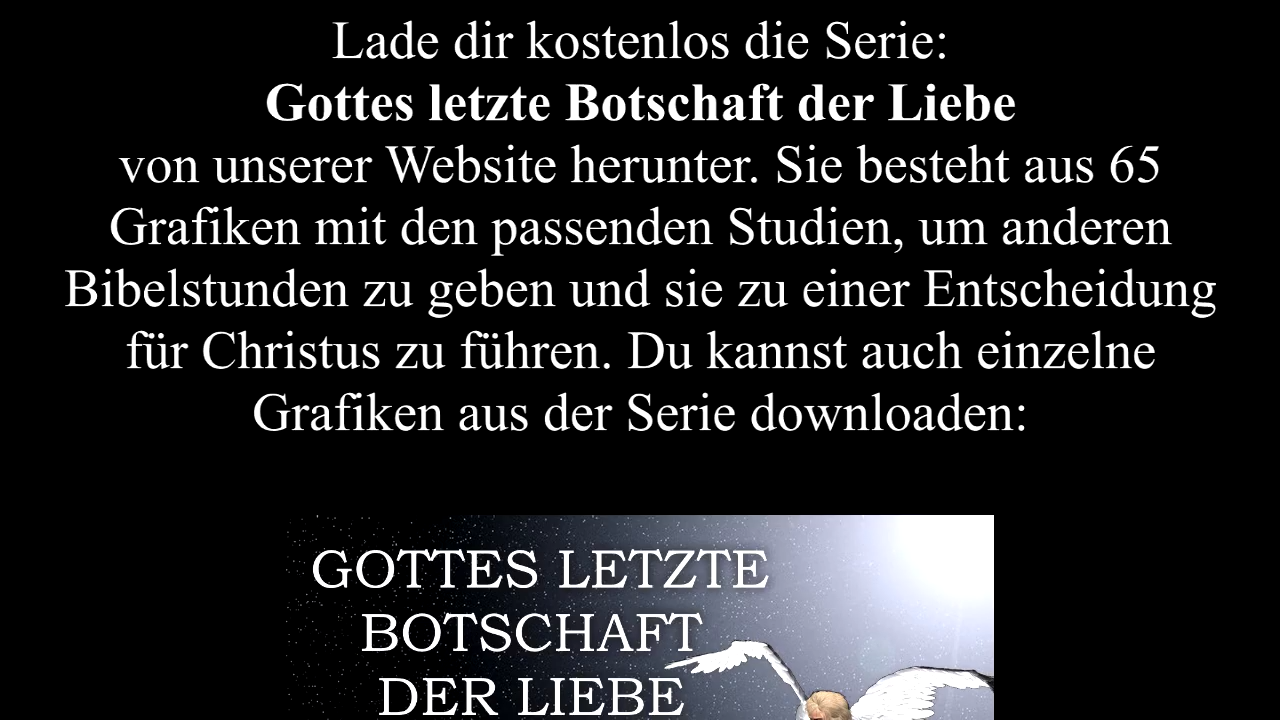 Lade dir kostenlos die Serie:
Gottes letzte Botschaft der Liebe
von unserer Website herunter. Sie besteht aus 65
Grafiken mit den passenden Studien, um anderen
Bibelstunden zu geben und sie zu einer Entscheidung
für Christus zu führen. Du kannst auch einzelne
Grafiken aus der Serie downloaden:
GOTTES LETZTE
BOTSCHAFT
DER LIEBE